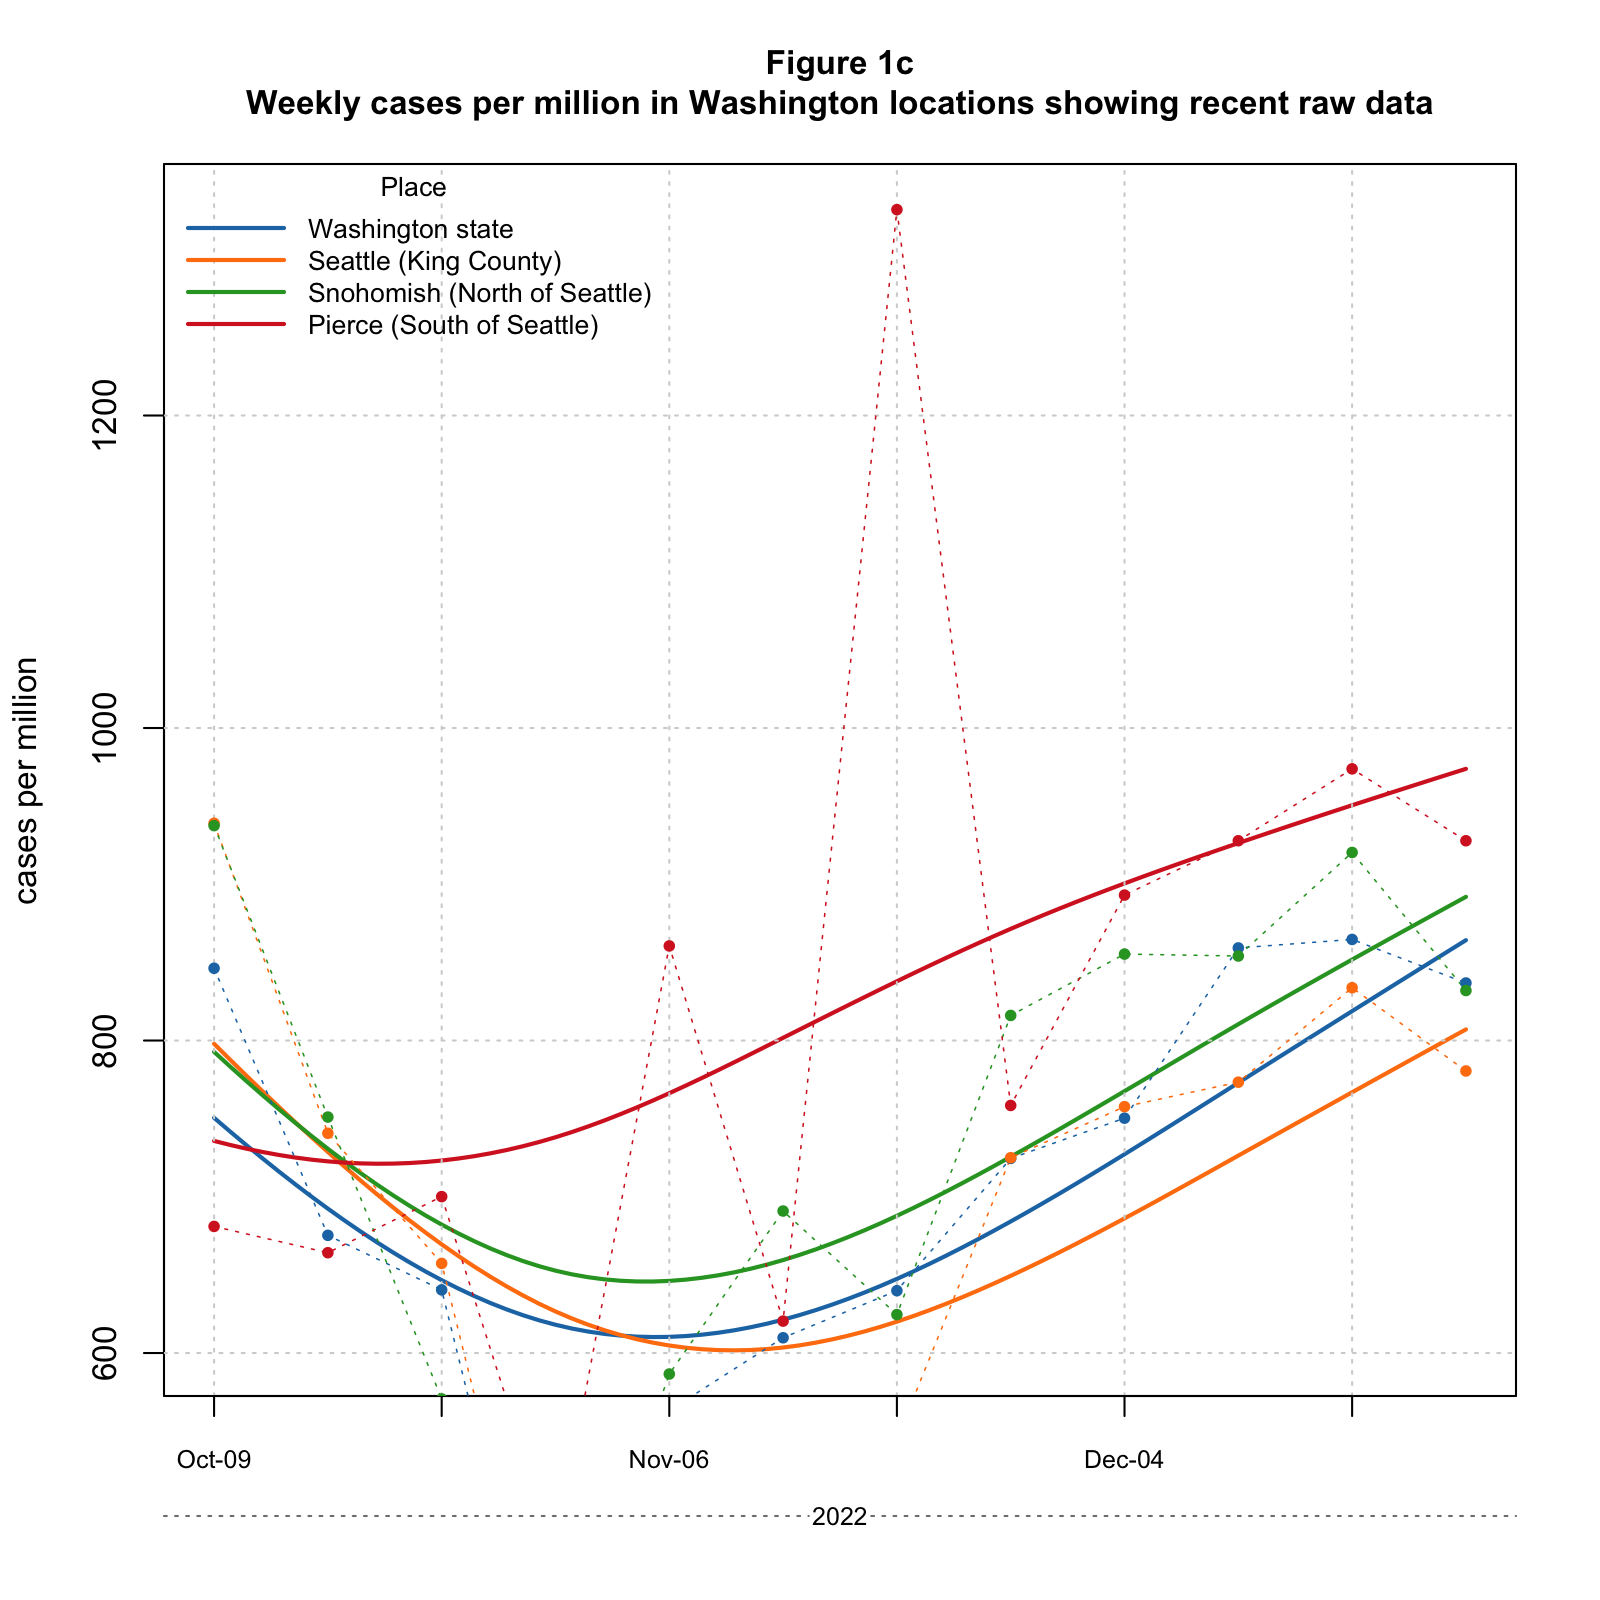 Figure 1c
Weekly cases per million in Washington locations showing recent raw data
Place
Washington state
Seattle (King County)
Snohomish (North of Seattle)
Pierce (South of Seattle)
cases per million
1200
1000
800
600
Oct-09
Nov-06
Dec-04
2022